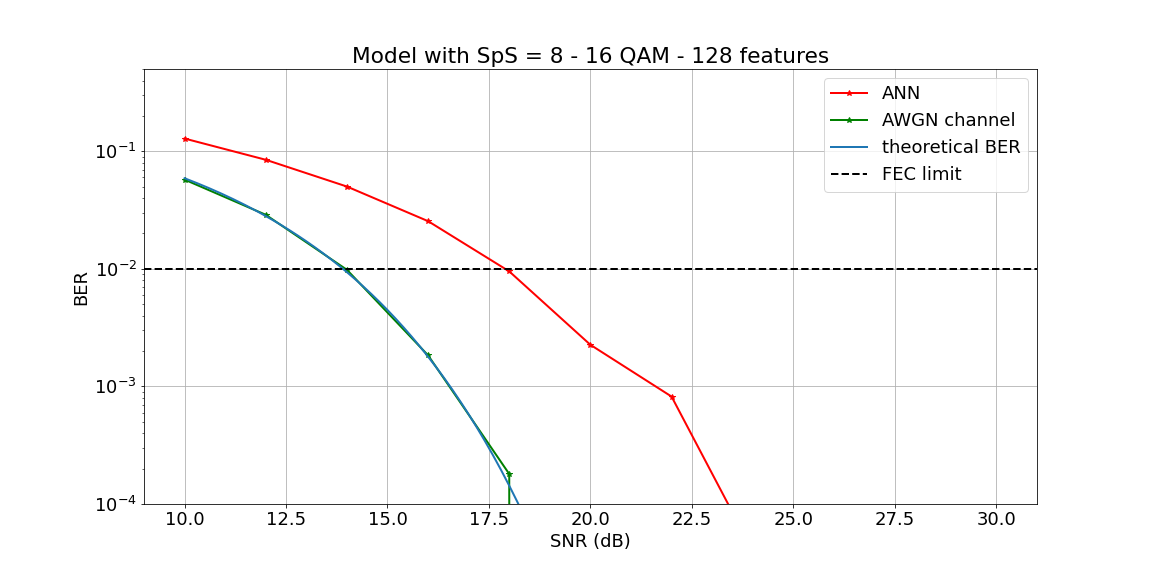 Model with SpS = 8 - 16 QAM - 128 features
ANN
AWGN channel
theoretical BER
FEC limit
10⁻¹
10⁻²
10⁻³
10⁻⁴
BER
10.0 12.5 15.0 17.5 20.0 22.5 25.0 27.5 30.0
SNR (dB)